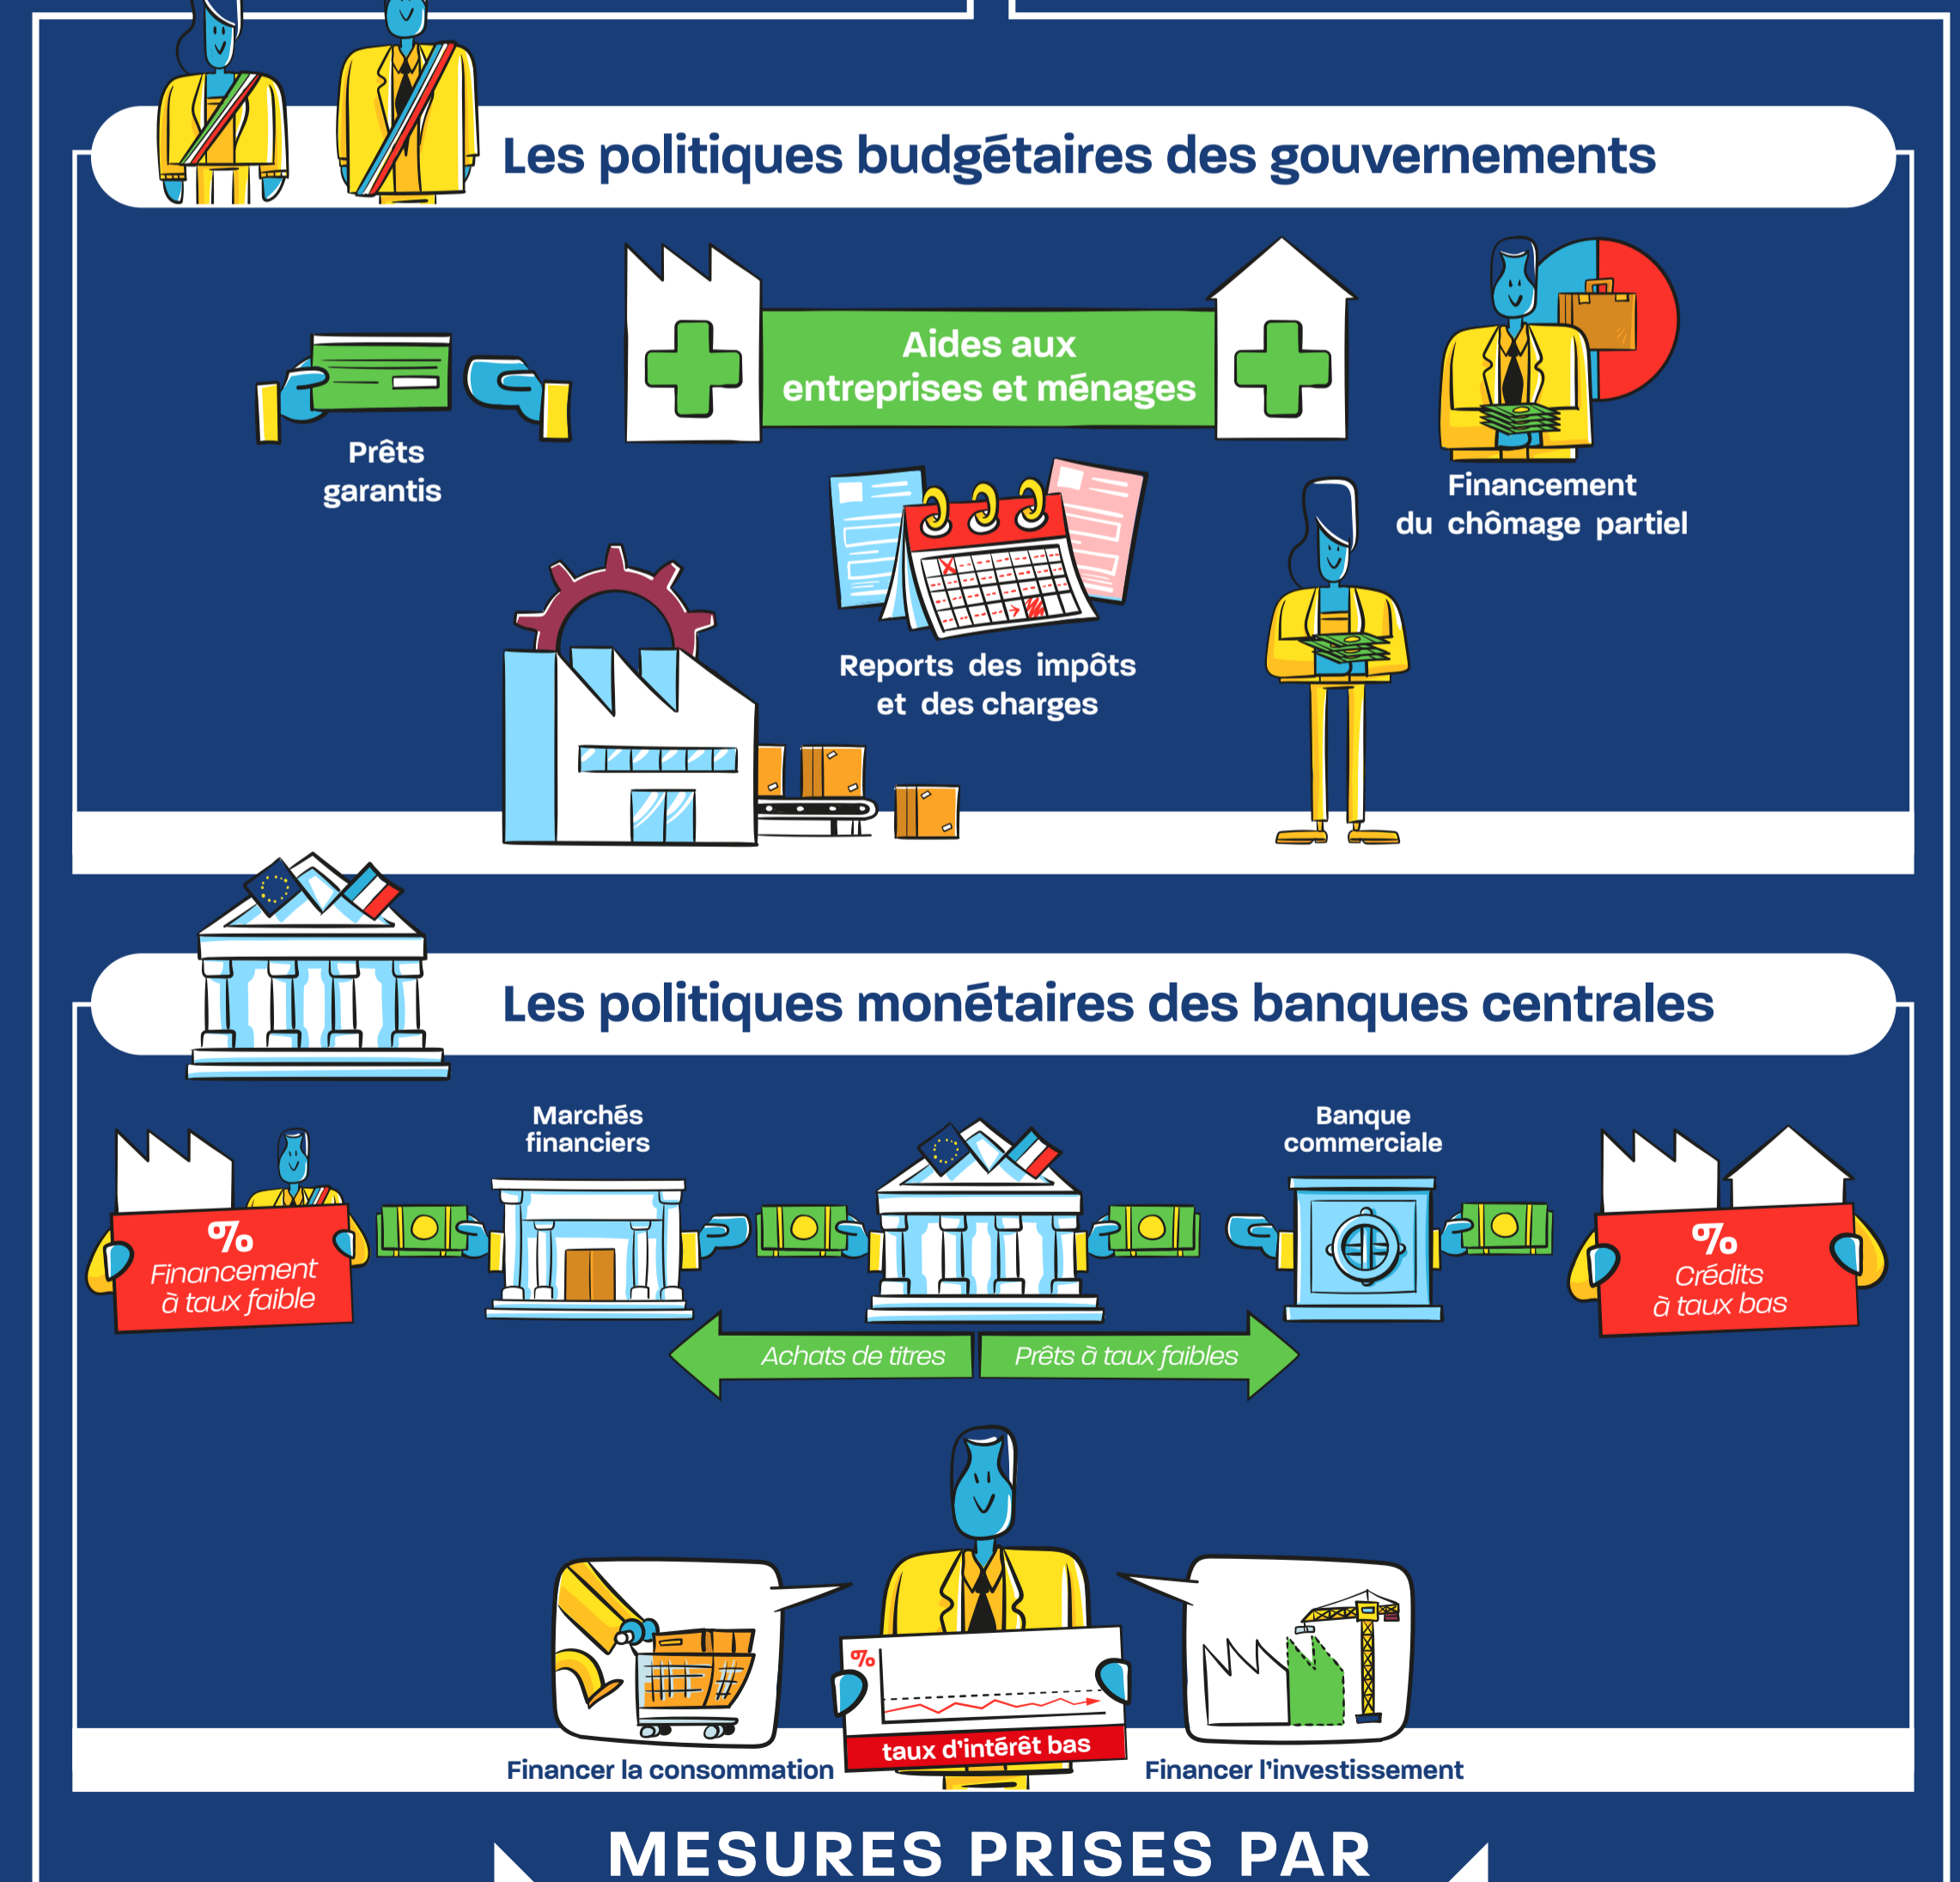 Les politiques budgétaires des gouvernements
Aides aux
entreprises et ménages
Prêts
garantis
Financement
du chômage partiel
Reports des impôts
et des charges
Les politiques monétaires des banques centrales
Marchés
financiers
Banque
commerciale
%
Financement
à taux faible
%
Crédits
à taux bas
Achats de titres
Prêts à taux faibles
%
taux d'intérêt bas
Financer la consommation
Financer l'investissement
MESURES PRISES PAR